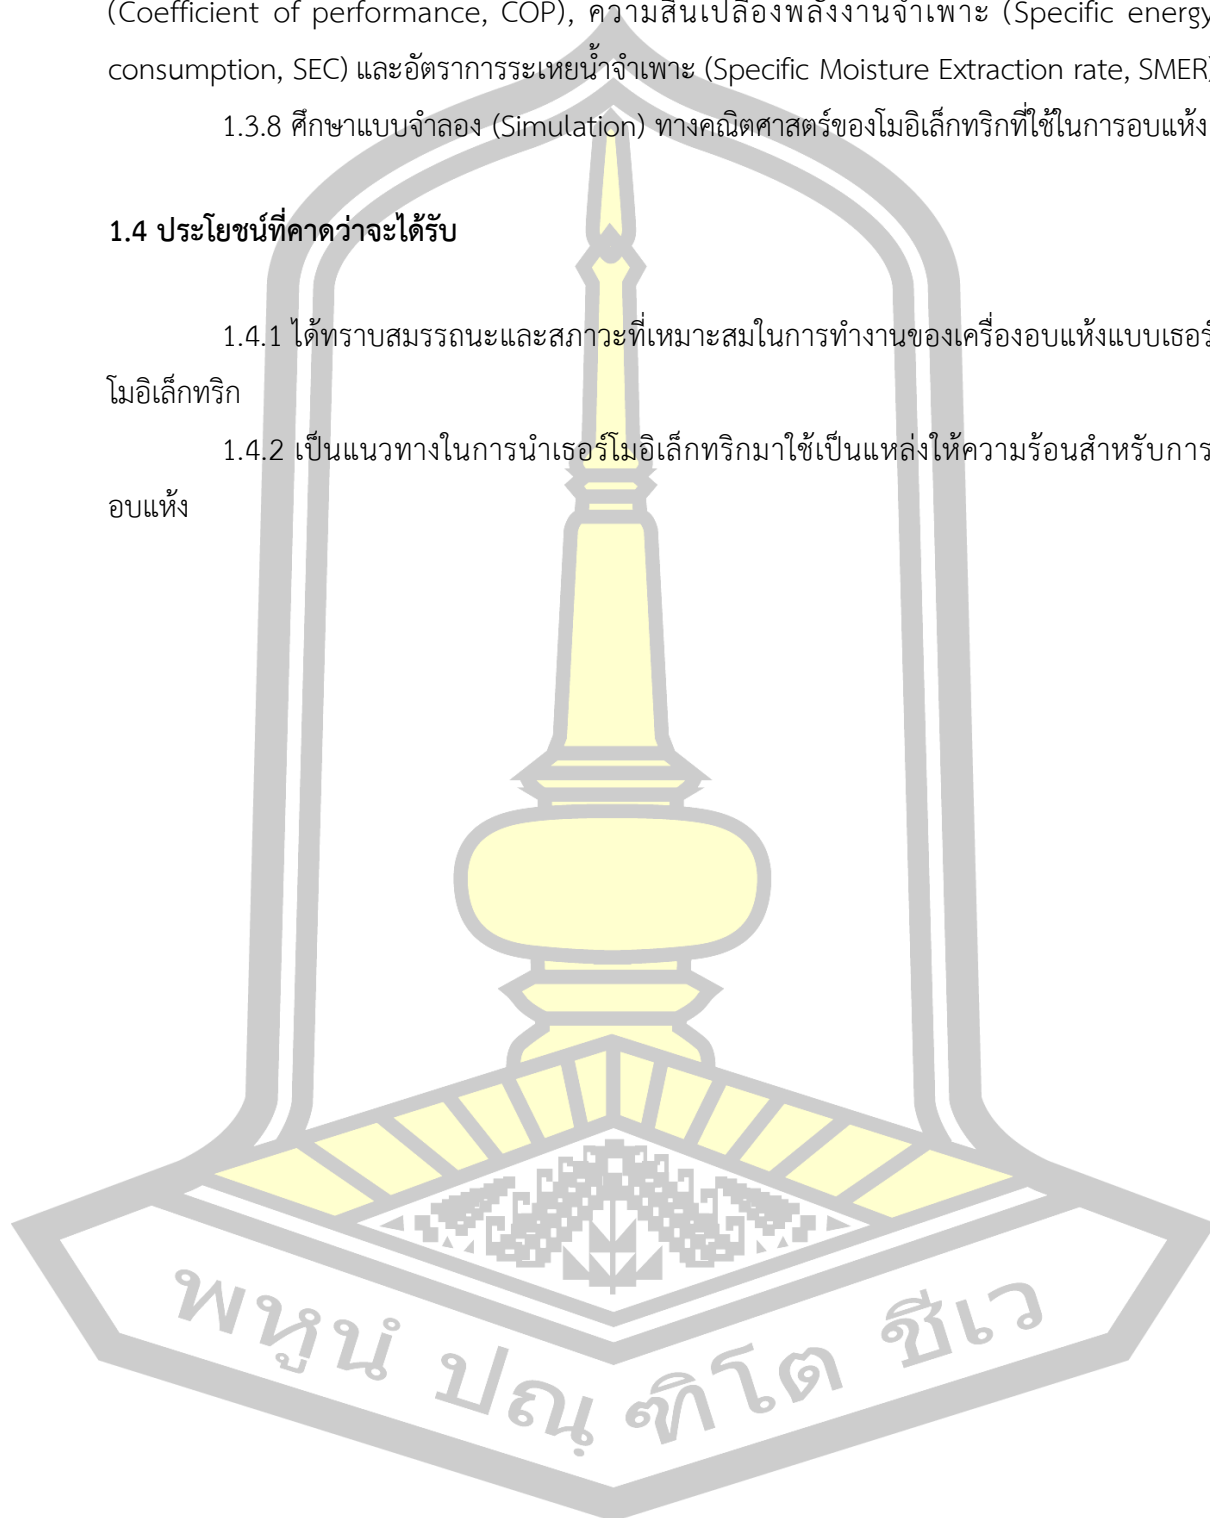 (Coefficient of performance, COP), ความสิ้นเปลืองพลังงานจำเพาะ (Specific energy
consumption, SEC) และอัตราการระเหยน้ำจำเพาะ (Specific Moisture Extraction rate, SMER)
1.3.8 ศึกษาแบบจำลอง (Simulation) ทางคณิตศาสตร์ของโมอิเล็กทริกที่ใช้ในการอบแห้ง
1.4 ประโยชน์ที่คาดว่าจะได้รับ
1.4.1 ได้ทราบสมรรถนะและสภาวะที่เหมาะสมในการทำงานของเครื่องอบแห้งแบบเธอร์
โมอิเล็กทริก
1.4.2 เป็นแนวทางในการนำเธอร์โมอิเล็กทริกมาใช้เป็นแหล่งให้ความร้อนสำหรับการ
อบแห้ง
พหูนํ ปณฺฑิโต ชีเว